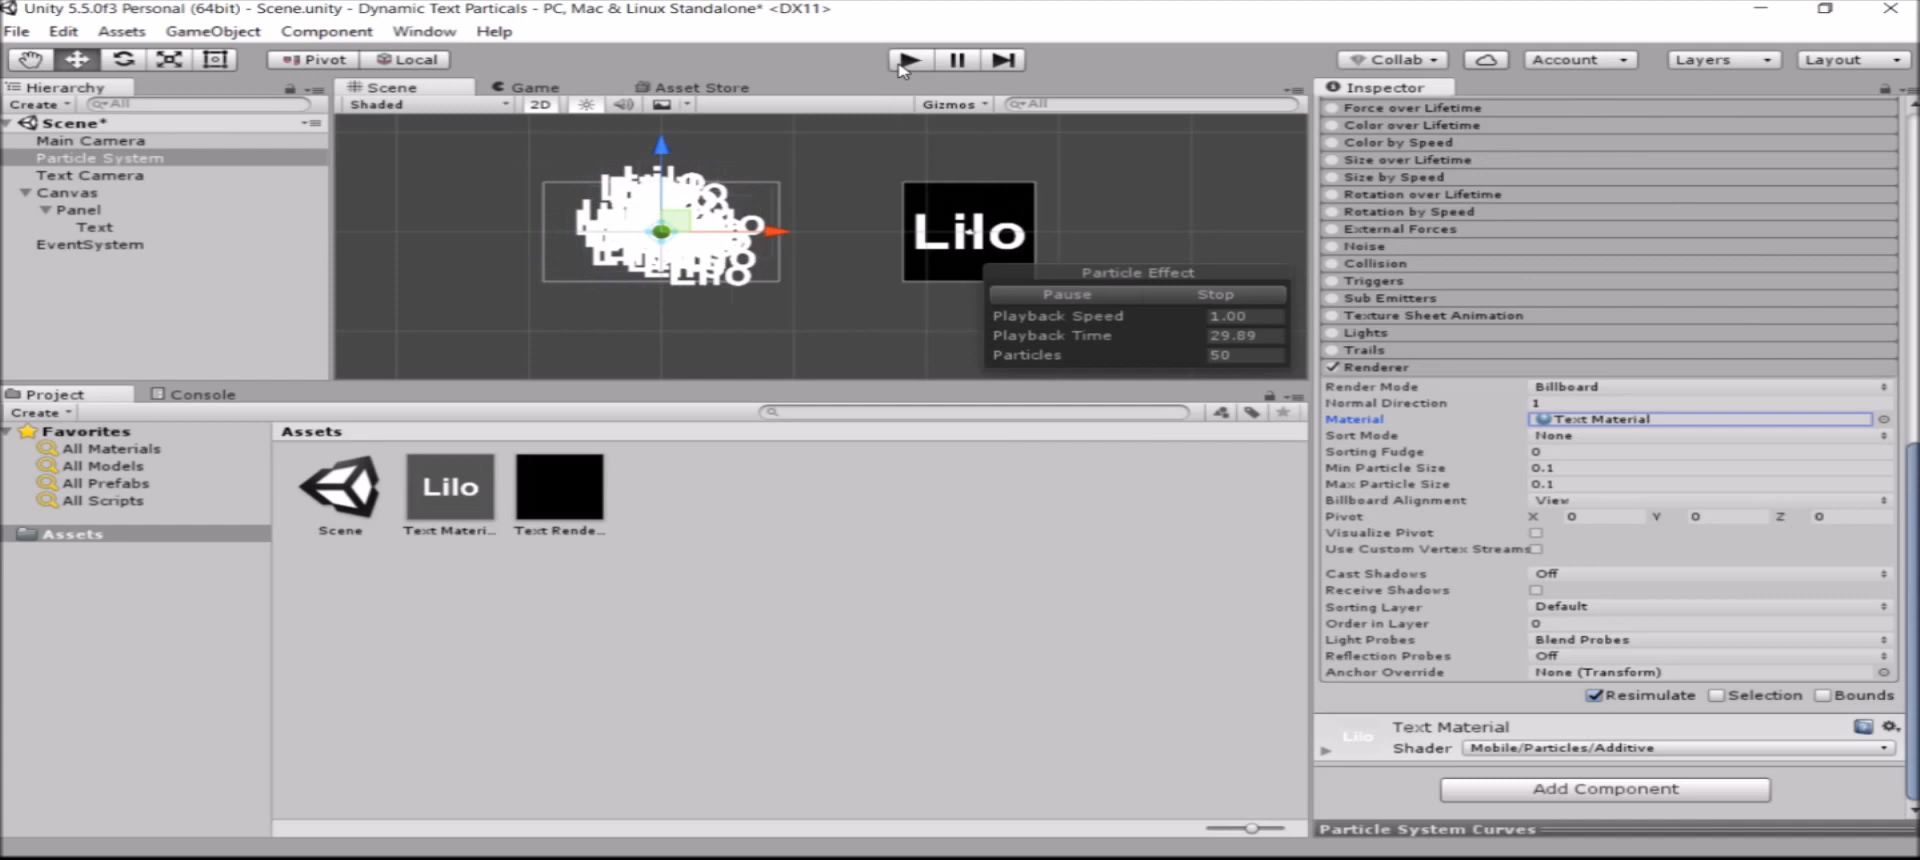 Unity 5.5.0f3 Personal (64bit) - Scene.unity - Dynamic Text Particals - PC, Mac & Linux Standalone* <DX11>
File Edit Assets GameObject Component Window Help
Pivot Local Collab Account Layers Layout
Hierarchy
Create All
Scene*
Main Camera
Particle System
Text Camera
Canvas
Panel
Text
EventSystem
Scene Game Asset Store
Shaded 2D Gizmos All
Lilo
Particle Effect
Pause Stop
Playback Speed 1.00
Playback Time 29.89
Particles 50
Project Console
Create
Favorites
All Materials
All Models
All Prefabs
All Scripts
Assets
Assets
Lilo
Scene Text Materi... Text Rende...
Inspector
Force over Lifetime
Color over Lifetime
Color by Speed
Size over Lifetime
Size by Speed
Rotation over Lifetime
Rotation by Speed
External Forces
Noise
Collision
Triggers
Sub Emitters
Texture Sheet Animation
Lights
Trails
Renderer
Render Mode Billboard
Normal Direction 1
Material Text Material
Sort Mode None
Sorting Fudge 0
Min Particle Size 0.1
Max Particle Size 0.1
Billboard Alignment View
Pivot X 0 Y 0 Z 0
Visualize Pivot
Use Custom Vertex Streams
Cast Shadows Off
Receive Shadows
Sorting Layer Default
Order in Layer 0
Light Probes Blend Probes
Reflection Probes Off
Anchor Override None (Transform)
Resimulate Selection Bounds
Lilo Text Material
Shader Mobile/Particles/Additive
Add Component
Particle System Curves